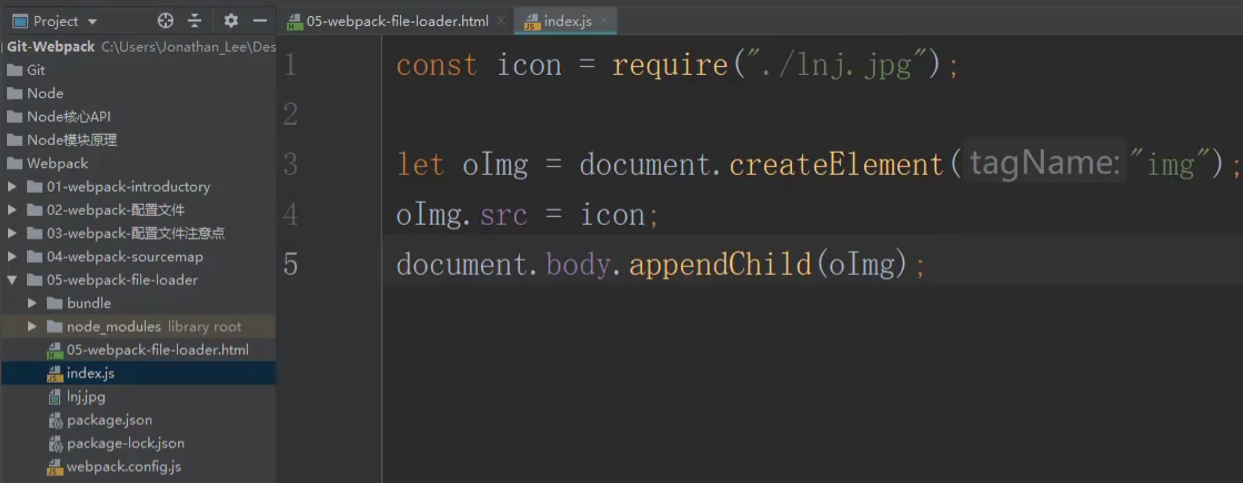 Project
05-webpack-file-loader.html
index.js
Git-Webpack C:\Users\Jonathan_Lee\Des
Git
Node
Node核心API
Node模块原理
Webpack
01-webpack-introductory
02-webpack-配置文件
03-webpack-配置文件注意点
04-webpack-sourcemap
05-webpack-file-loader
bundle
node_modules library root
05-webpack-file-loader.html
index.js
lnj.jpg
package.json
package-lock.json
webpack.config.js
1 const icon = require("./lnj.jpg");
2
3 let oImg = document.createElement( tagName: "img");
4 oImg.src = icon;
5 document.body.appendChild(oImg);